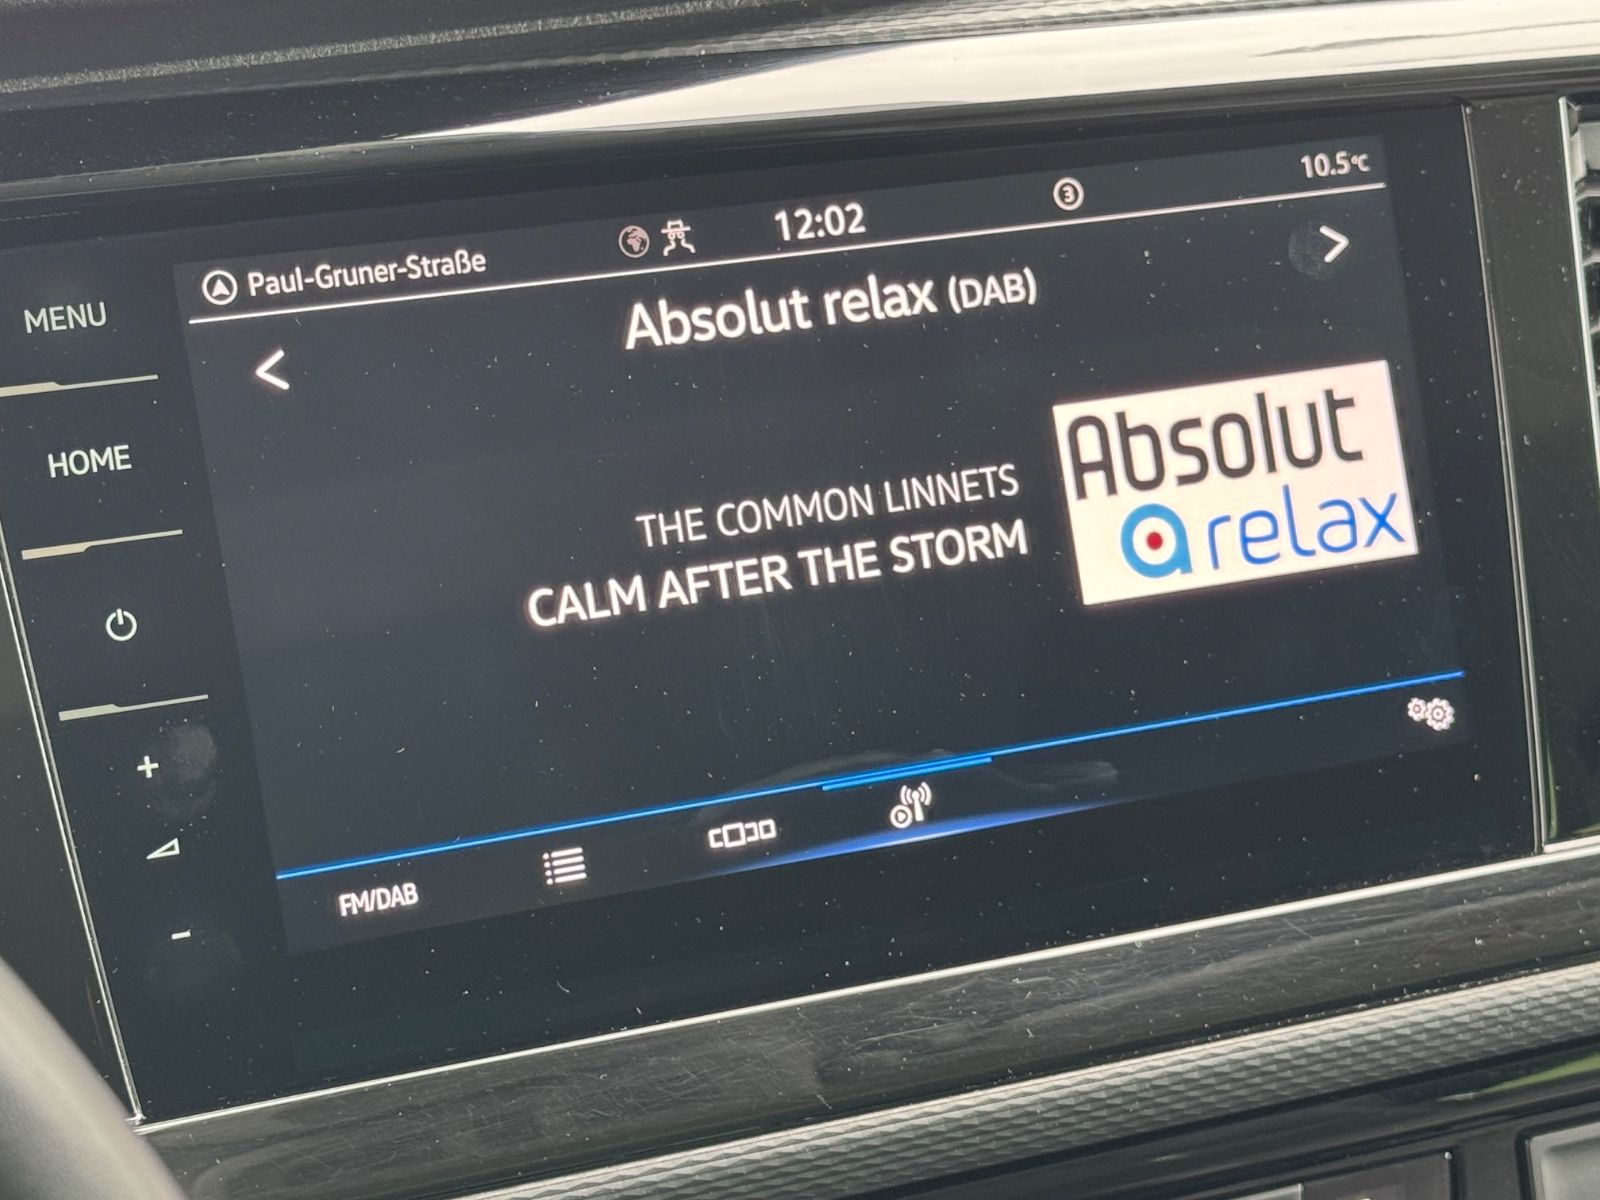 Paul-Gruner-Straße
12:02
3
10.5°C
MENU
Absolut relax (DAB)
HOME
THE COMMON LINNETS
CALM AFTER THE STORM
Absolut
relax
FM/DAB